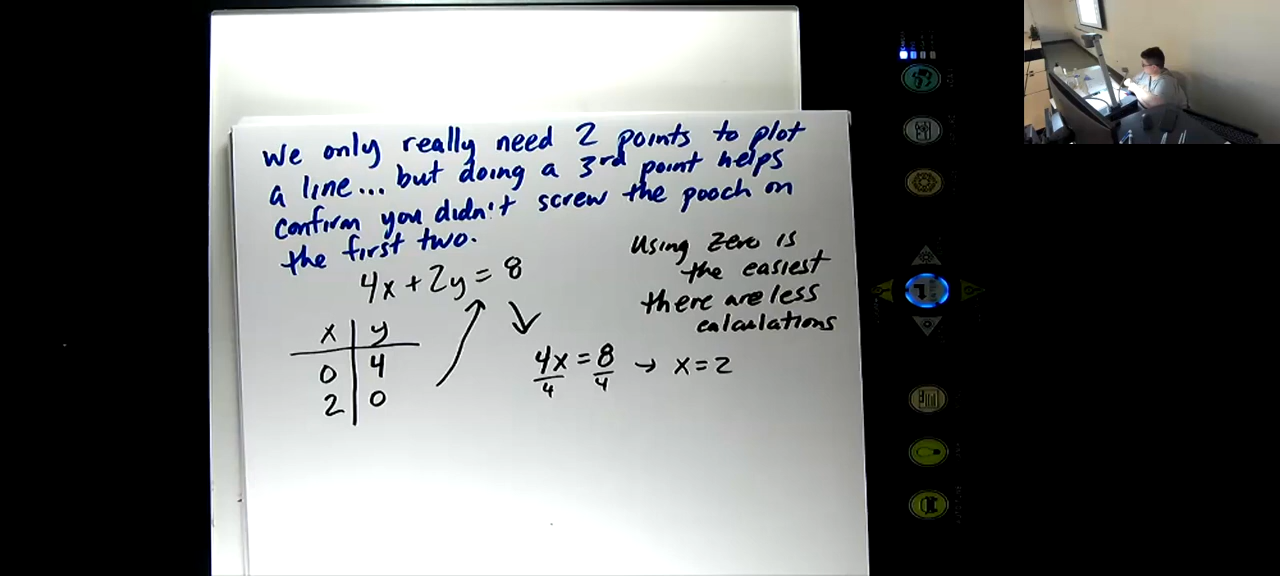 We only really need 2 points to plot
a line... but doing a 3rd point helps
confirm you didn't screw the pooch on
the first two.
Using zero is
the easiest
there are less
calculations
4x + 2y = 8
x | y
0 | 4
2 | 0
4x/4 = 8/4 → x = 2